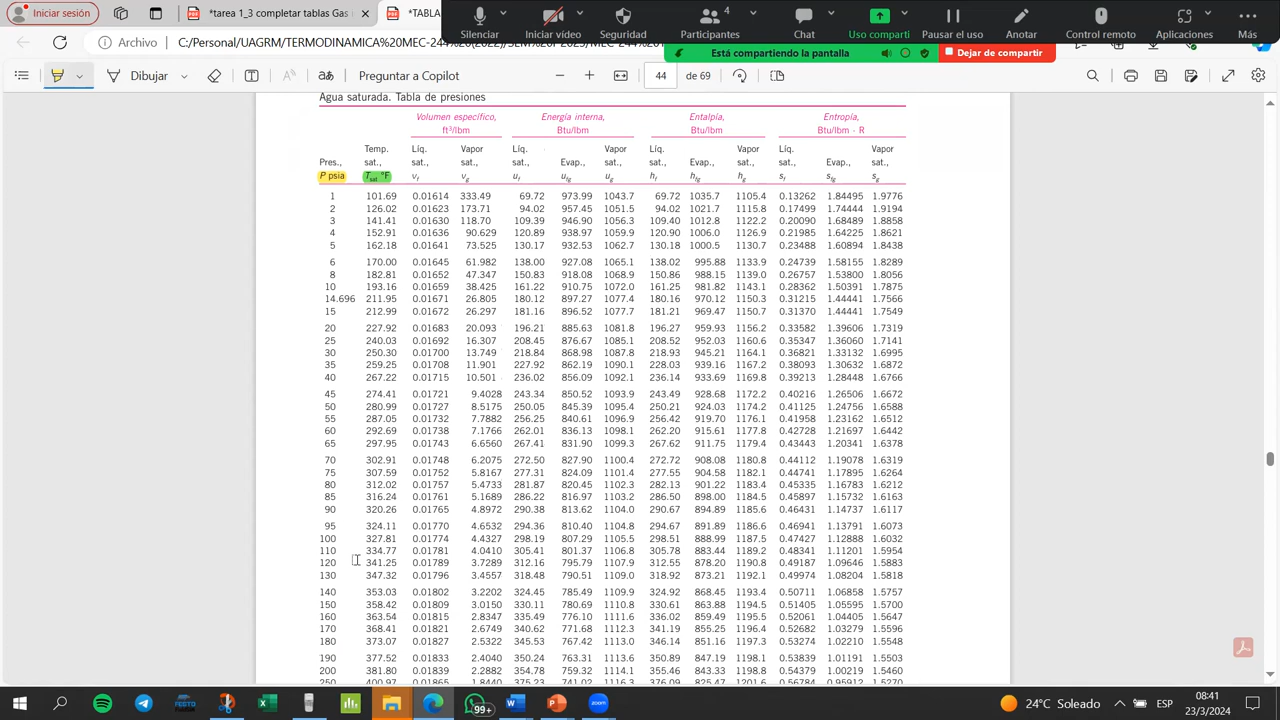 Iniciar sesión
*tarea 1_3 completar tablas Gas
*TABLA
Silenciar
Iniciar vídeo
Seguridad
4
Participantes
Chat
Uso comparti
Pausar el uso
Anotar
Control remoto
Aplicaciones
Más
Archivo
Está compartiendo la pantalla
Dejar de compartir
Dibujar
Preguntar a Copilot
44
de 69
Agua saturada. Tabla de presiones
Volumen específico, Energía interna, Entalpía, Entropía,
ft³/lbm Btu/lbm Btu/lbm Btu/lbm · R
Temp. Líq. Vapor Líq. Vapor Líq. Vapor Líq. Vapor
Pres., sat., sat., sat., sat., Evap., sat., sat., Evap., sat., sat., Evap., sat.,
P psia Tsat °F vf vg uf ufg ug hf hfg hg sf sfg sg
1 101.69 0.01614 333.49 69.72 973.99 1043.7 69.72 1035.7 1105.4 0.13262 1.84495 1.9776
2 126.02 0.01623 173.71 94.02 957.45 1051.5 94.02 1021.7 1115.8 0.17499 1.74444 1.9194
3 141.41 0.01630 118.70 109.39 946.90 1056.3 109.40 1012.8 1122.2 0.20090 1.68489 1.8858
4 152.91 0.01636 90.629 120.89 938.97 1059.9 120.90 1006.0 1126.9 0.21985 1.64225 1.8621
5 162.18 0.01641 73.525 130.17 932.53 1062.7 130.18 1000.5 1130.7 0.23488 1.60894 1.8438
6 170.00 0.01645 61.982 138.00 927.08 1065.1 138.02 995.88 1133.9 0.24739 1.58155 1.8289
8 182.81 0.01652 47.347 150.83 918.08 1068.9 150.86 988.15 1139.0 0.26757 1.53800 1.8056
10 193.16 0.01659 38.425 161.22 910.75 1072.0 161.25 981.82 1143.1 0.28362 1.50391 1.7875
14.696 211.95 0.01671 26.805 180.12 897.27 1077.4 180.16 970.12 1150.3 0.31215 1.44441 1.7566
15 212.99 0.01672 26.297 181.16 896.52 1077.7 181.21 969.47 1150.7 0.31370 1.44441 1.7549
20 227.92 0.01683 20.093 196.21 885.63 1081.8 196.27 959.93 1156.2 0.33582 1.39606 1.7319
25 240.03 0.01692 16.307 208.45 876.67 1085.1 208.52 952.03 1160.6 0.35347 1.36060 1.7141
30 250.30 0.01700 13.749 218.84 868.98 1087.8 218.93 945.21 1164.1 0.36821 1.33132 1.6995
35 259.25 0.01708 11.901 227.92 862.19 1090.1 228.03 939.16 1167.2 0.38093 1.30632 1.6872
40 267.22 0.01715 10.501 236.02 856.09 1092.1 236.14 933.69 1169.8 0.39213 1.28448 1.6766
45 274.41 0.01721 9.4028 243.34 850.52 1093.9 243.49 928.68 1172.2 0.40216 1.26506 1.6672
50 280.99 0.01727 8.5175 250.05 845.39 1095.4 250.21 924.03 1174.2 0.41125 1.24756 1.6588
55 287.05 0.01732 7.7882 256.25 840.61 1096.9 256.42 919.70 1176.1 0.41958 1.23162 1.6512
60 292.69 0.01738 7.1766 262.01 836.13 1098.1 262.20 915.61 1177.8 0.42728 1.21697 1.6442
65 297.95 0.01743 6.6560 267.41 831.90 1099.3 267.62 911.75 1179.4 0.43443 1.20341 1.6378
70 302.91 0.01748 6.2075 272.50 827.90 1100.4 272.72 908.08 1180.8 0.44112 1.19078 1.6319
75 307.59 0.01752 5.8167 277.31 824.09 1101.4 277.55 904.58 1182.1 0.44741 1.17895 1.6264
80 312.02 0.01757 5.4733 281.87 820.45 1102.3 282.13 901.22 1183.4 0.45335 1.16783 1.6212
85 316.24 0.01761 5.1689 286.22 816.97 1103.2 286.50 898.00 1184.5 0.45897 1.15732 1.6163
90 320.26 0.01765 4.8972 290.38 813.62 1104.0 290.67 894.89 1185.6 0.46431 1.14737 1.6117
95 324.11 0.01770 4.6532 294.36 810.40 1104.8 294.67 891.89 1186.6 0.46941 1.13791 1.6073
100 327.81 0.01774 4.4327 298.19 807.29 1105.5 298.51 888.99 1187.5 0.47427 1.12888 1.6032
110 334.77 0.01781 4.0410 305.41 801.37 1106.8 305.78 883.44 1189.2 0.48341 1.11201 1.5954
120 341.25 0.01789 3.7289 312.16 795.79 1107.9 312.55 878.20 1190.8 0.49187 1.09646 1.5883
130 347.32 0.01796 3.4557 318.48 790.51 1109.0 318.92 873.21 1192.1 0.49974 1.08204 1.5818
140 353.03 0.01802 3.2202 324.45 785.49 1109.9 324.92 868.45 1193.4 0.50711 1.06858 1.5757
150 358.42 0.01809 3.0150 330.11 780.69 1110.8 330.61 863.88 1194.5 0.51405 1.05595 1.5700
160 363.54 0.01815 2.8347 335.49 776.10 1111.6 336.02 859.49 1195.5 0.52061 1.04405 1.5647
170 368.41 0.01821 2.6749 340.62 771.68 1112.3 341.19 855.25 1196.4 0.52682 1.03279 1.5596
180 373.07 0.01827 2.5322 345.53 767.42 1113.0 346.14 851.16 1197.3 0.53274 1.02210 1.5548
190 377.52 0.01833 2.4040 350.24 763.31 1113.6 350.89 847.19 1198.1 0.53839 1.01191 1.5503
200 381.80 0.01839 2.2882 354.78 759.32 1114.1 355.46 843.33 1198.8 0.54379 1.00219 1.5460
99+
24°C Soleado
ESP
08:41
23/3/2024